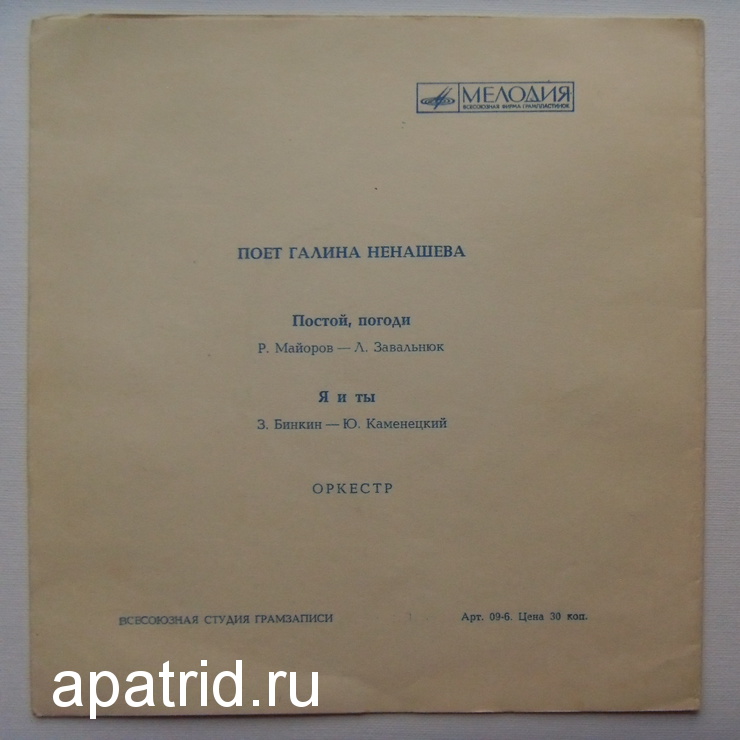 МЕЛОДИЯ
ВСЕСОЮЗНАЯ ФИРМА ГРАМПЛАСТИНОК
ПОЕТ ГАЛИНА НЕНАШЕВА
Постой, погоди
Р. Майоров — Л. Завальнюк
Я и ты
З. Бинкин — Ю. Каменецкий
ОРКЕСТР
ВСЕСОЮЗНАЯ СТУДИЯ ГРАМЗАПИСИ Арт. 09-6. Цена 30 коп.
apatrid.ru